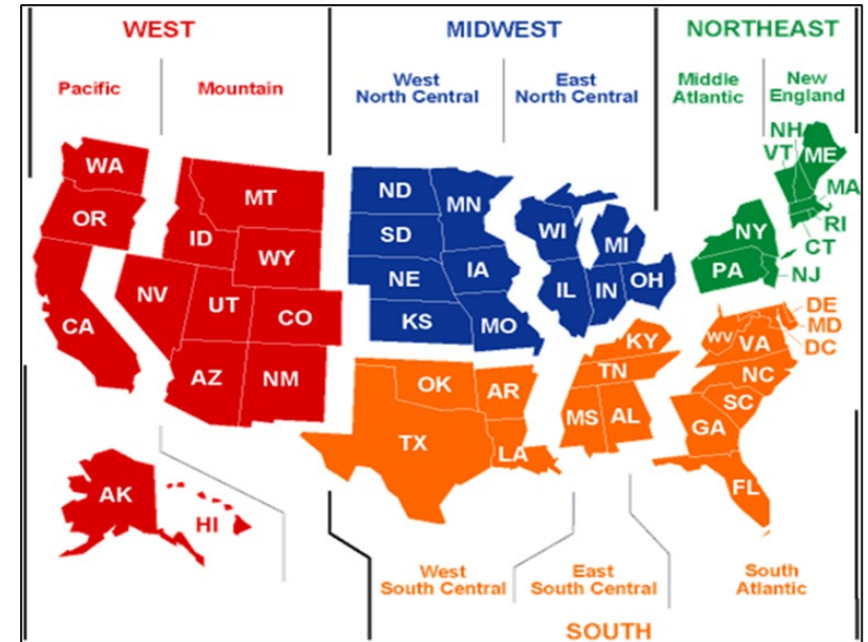 WEST
MIDWEST
NORTHEAST
Pacific
Mountain
West
North Central
East
North Central
Middle
Atlantic
New
England
WA
OR
CA
MT
ID
WY
NV
UT
CO
AZ
NM
AK
HI
ND
SD
NE
KS
MN
IA
MO
WI
MI
IL
IN
OH
NH
VT
ME
MA
RI
CT
NY
PA
NJ
OK
AR
TX
LA
KY
TN
MS
AL
DE
MD
DC
WV
VA
NC
SC
GA
FL
West
South Central
East
South Central
South
Atlantic
SOUTH